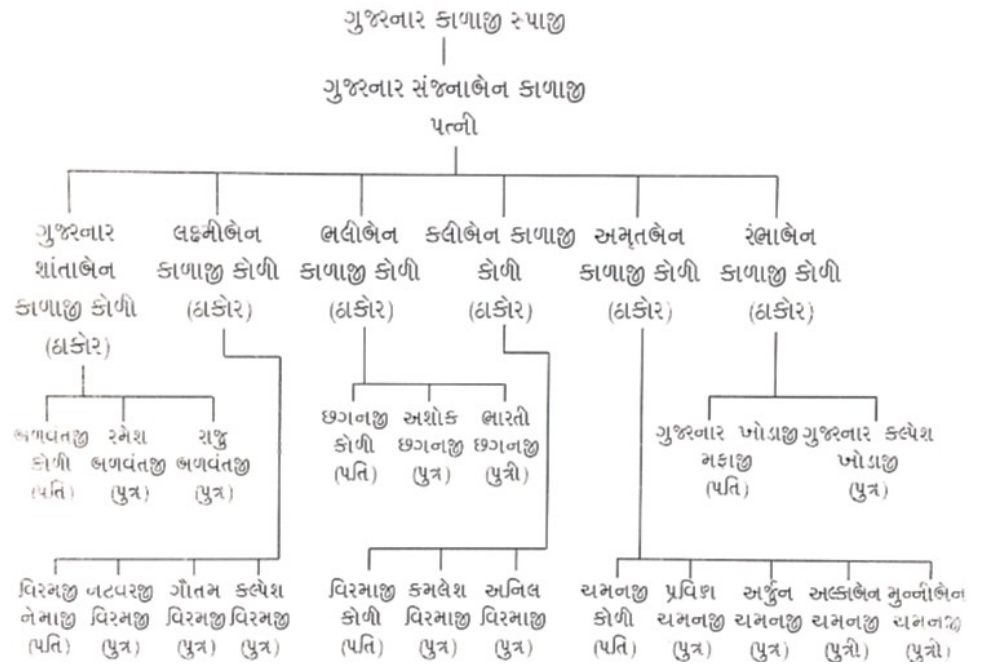 ગુજરનાર કાળાજી રૂપાજી
ગુજરનાર સંજનાબેન કાળાજી
પત્ની
ગુજરનાર
શાંતાબેન
કાળાજી કોળી
(ઠાકોર)
લક્ષ્મીબેન
કાળાજી કોળી
(ઠાકોર)
ભલીબેન
કાળાજી કોળી
(ઠાકોર)
કલીબેન કાળાજી
કોળી
(ઠાકોર)
અમૃતબેન
કાળાજી કોળી
(ઠાકોર)
રંભાબેન
કાળાજી કોળી
(ઠાકોર)
બળવંતજી
કોળી
(પતિ)
રમેશ
બળવંતજી
(પુત્ર)
રાજુ
બળવંતજી
(પુત્ર)
છગનજી
કોળી
(પતિ)
અશોક
છગનજી
(પુત્ર)
ભારતી
છગનજી
(પુત્રી)
ગુજરનાર ખોડાજી
મફાજી
(પતિ)
ગુજરનાર કલ્પેશ
ખોડાજી
(પુત્ર)
વિરમજી
નેમાજી
(પતિ)
નટવરજી
વિરમજી
(પુત્ર)
ગૌતમ
વિરમજી
(પુત્ર)
કલ્પેશ
વિરમજી
(પુત્ર)
વિરમાજી
કોળી
(પતિ)
કમલેશ
વિરમાજી
(પુત્ર)
અનિલ
વિરમાજી
(પુત્ર)
ચમનજી
કોળી
(પતિ)
પ્રવિણ
ચમનજી
(પુત્ર)
અર્જુન
ચમનજી
(પુત્ર)
અલ્કાબેન
ચમનજી
(પુત્રી)
મુન્નીબેન
ચમનજી
(પુત્રી)